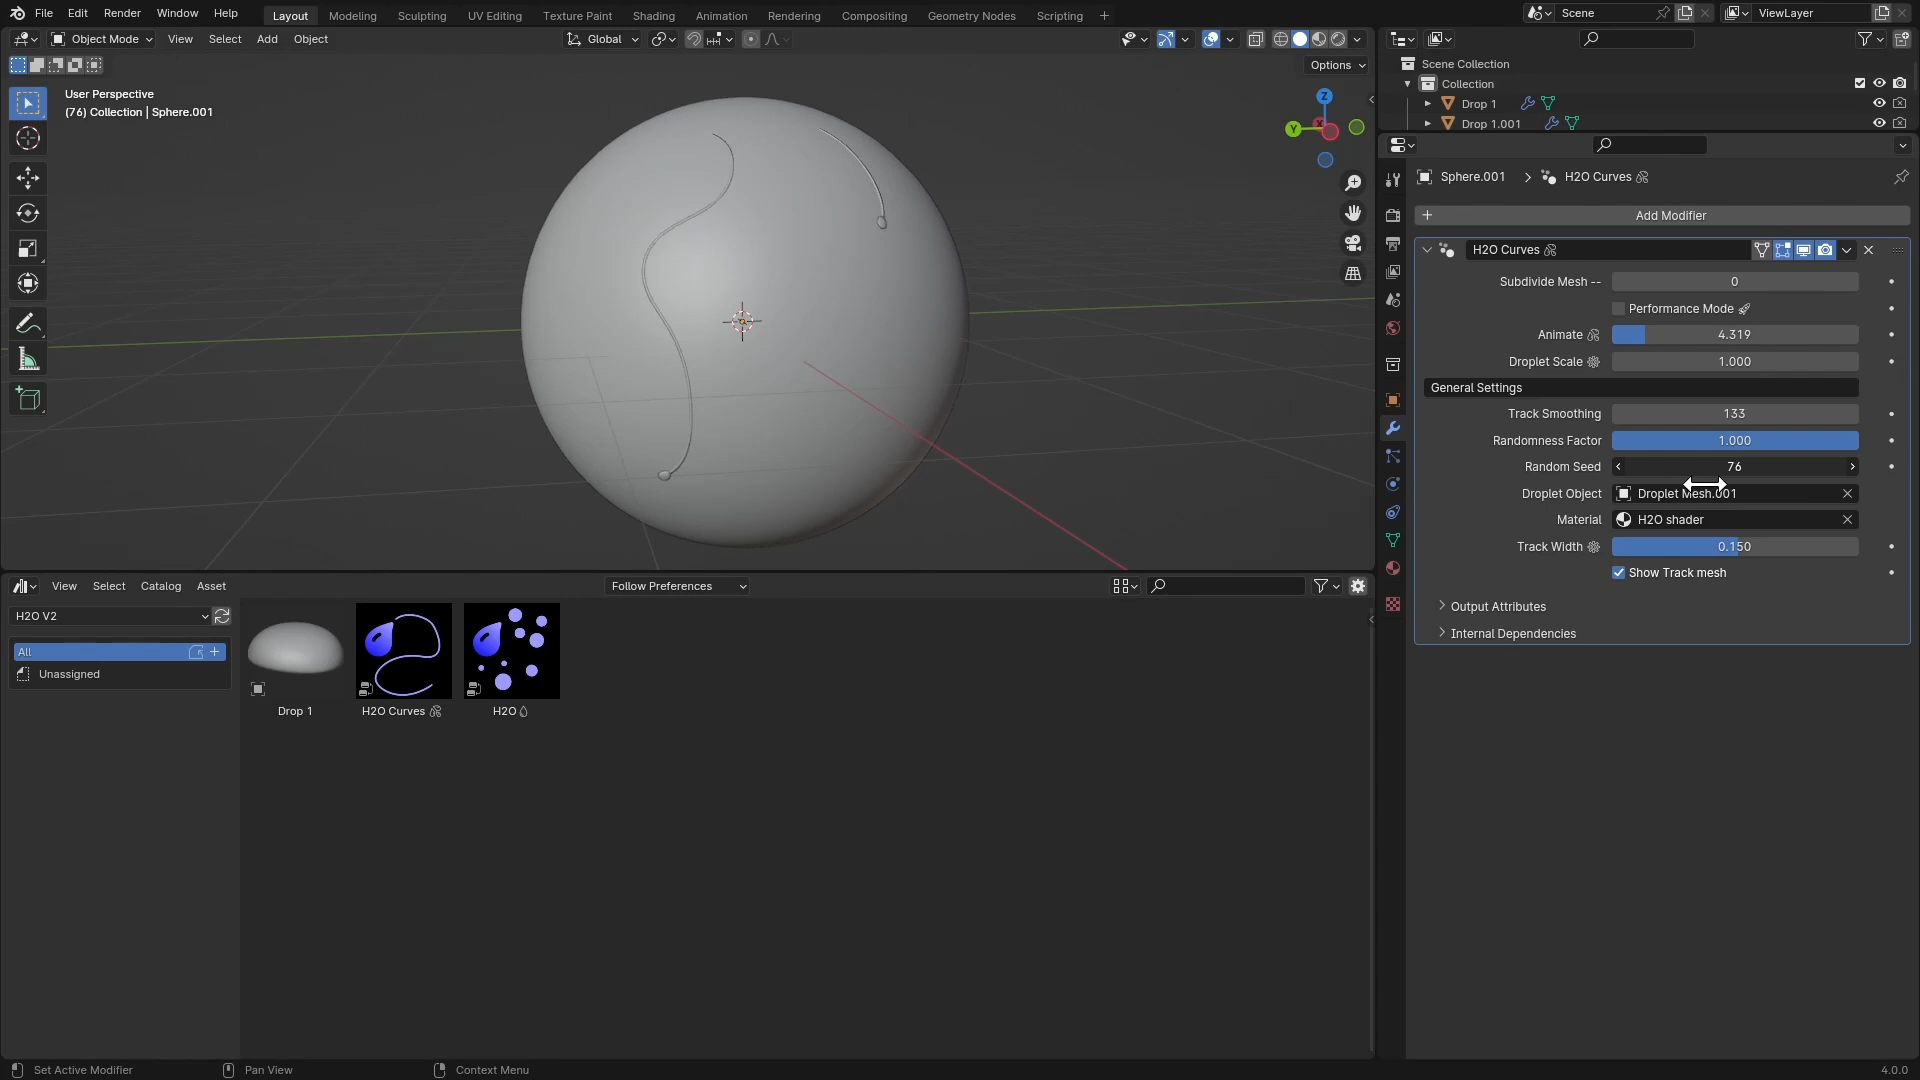 File Edit Render Window Help Layout Modeling Sculpting UV Editing Texture Paint Shading Animation Rendering Compositing Geometry Nodes Scripting + Scene ViewLayer
Object Mode View Select Add Object Global
Options
User Perspective
(76) Collection | Sphere.001
Z
Y
X
Scene Collection
Collection
Drop 1
Drop 1.001
Sphere.001 > H2O Curves
+ Add Modifier
H2O Curves
Subdivide Mesh -- 0
Performance Mode
Animate 4.319
Droplet Scale 1.000
General Settings
Track Smoothing 133
Randomness Factor 1.000
Random Seed 76
Droplet Object Droplet Mesh.001
Material H2O shader
Track Width 0.150
Show Track mesh
Output Attributes
Internal Dependencies
View Select Catalog Asset Follow Preferences
H2O V2
All +
Unassigned
Drop 1 H2O Curves H2O
Set Active Modifier Pan View Context Menu 4.0.0